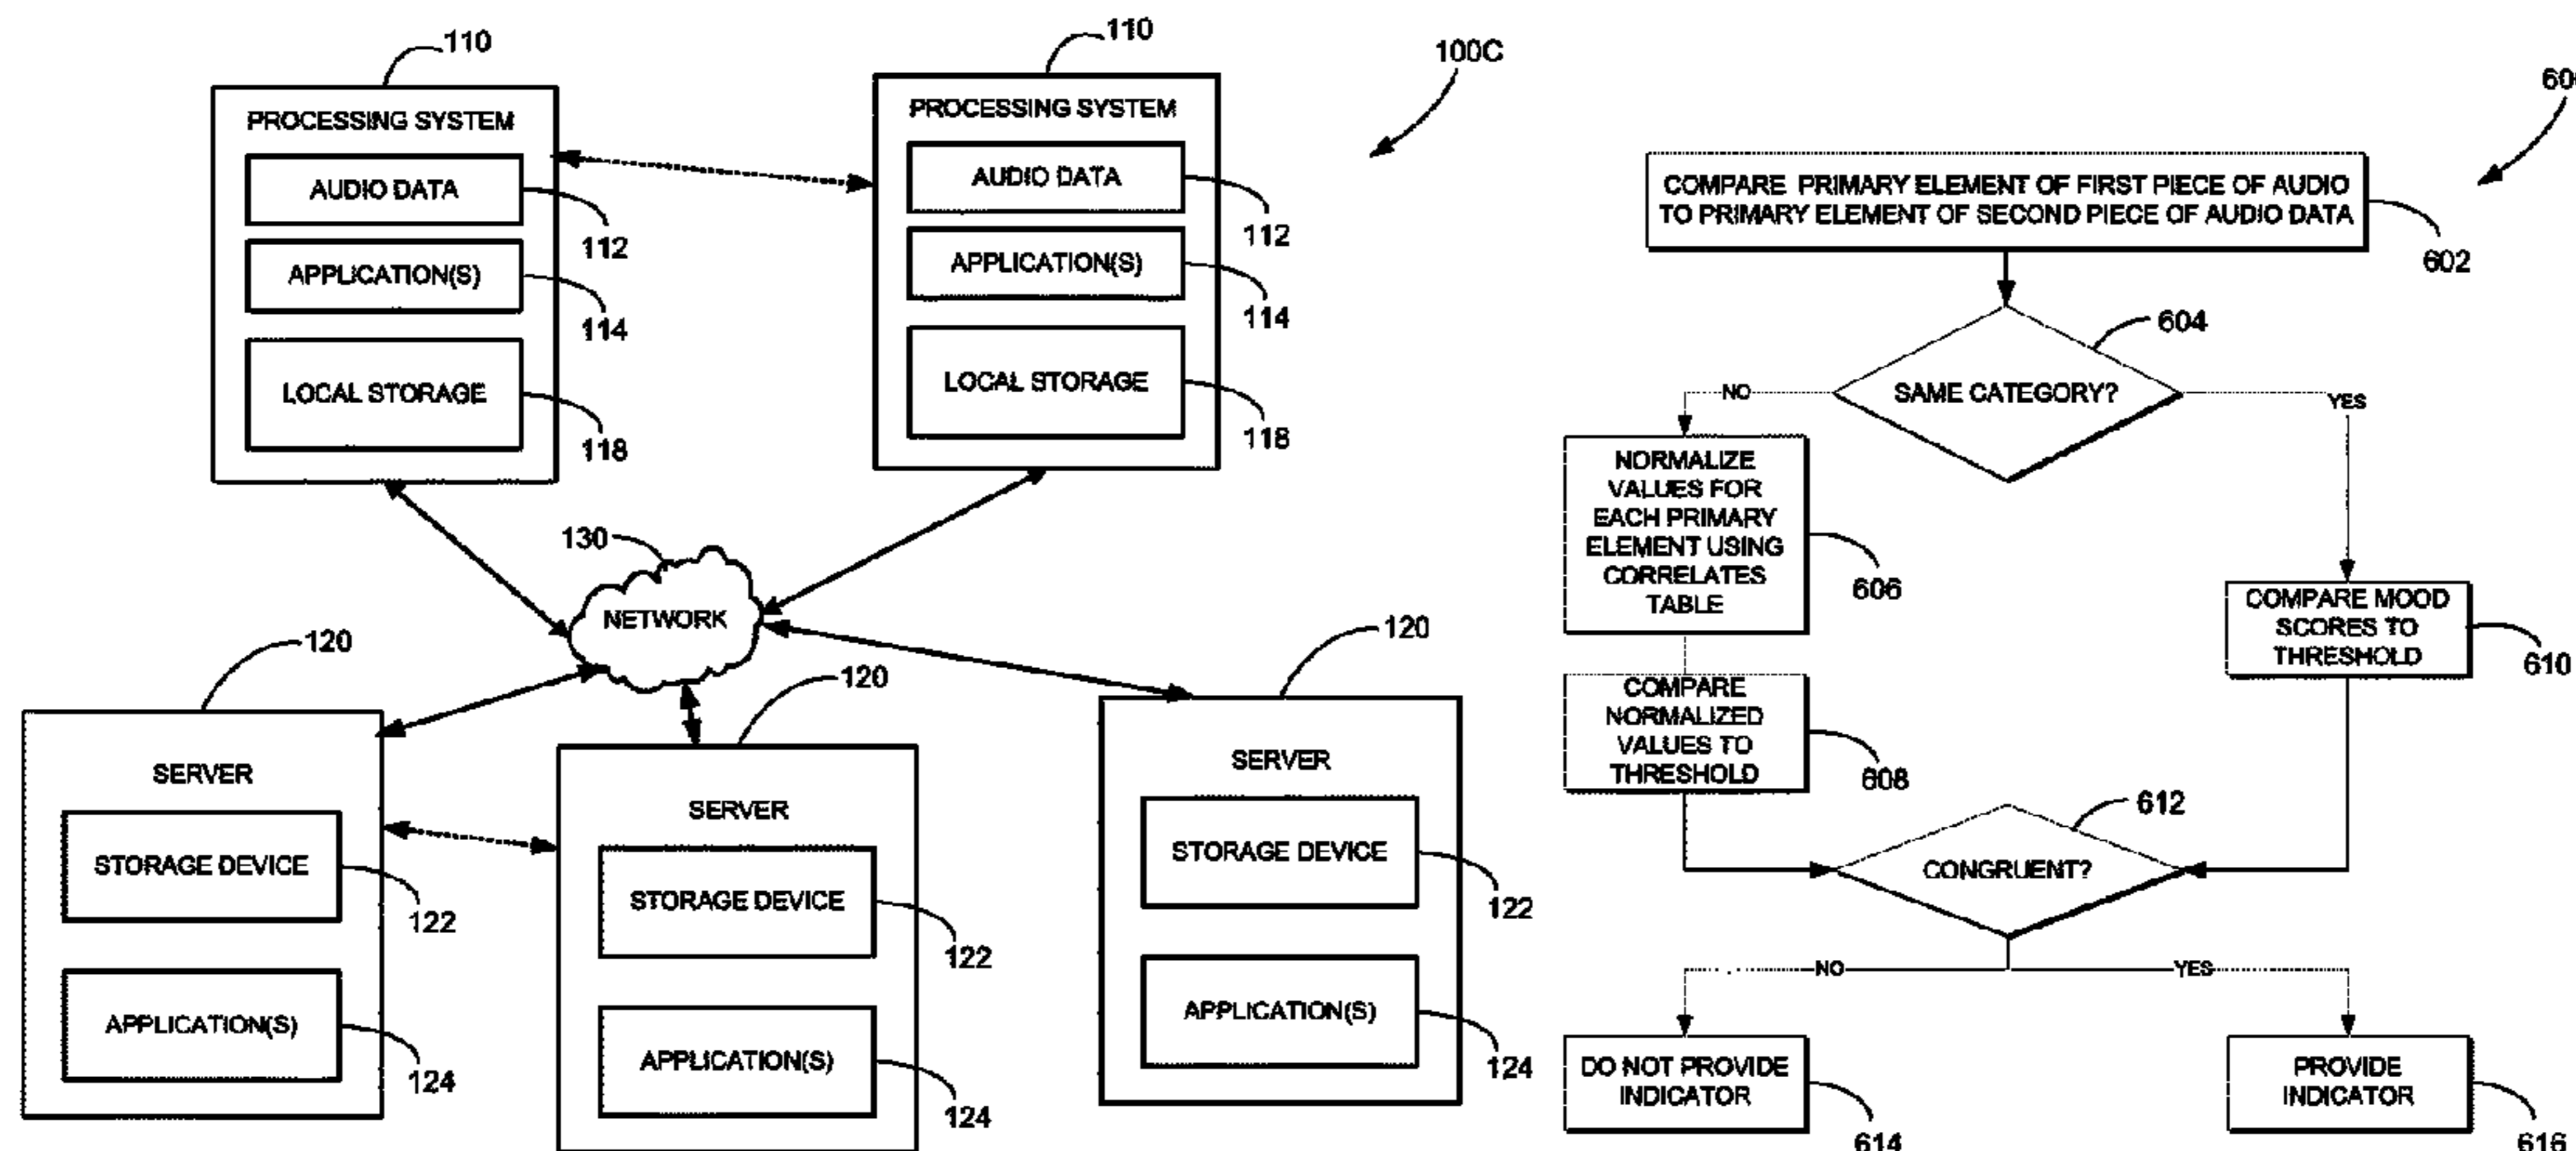 110
PROCESSING SYSTEM
AUDIO DATA
112
APPLICATION(S)
114
LOCAL STORAGE
118
110
PROCESSING SYSTEM
AUDIO DATA
112
APPLICATION(S)
114
LOCAL STORAGE
118
100C
130
NETWORK
120
SERVER
STORAGE DEVICE
122
APPLICATION(S)
124
120
SERVER
STORAGE DEVICE
122
APPLICATION(S)
124
120
SERVER
STORAGE DEVICE
122
APPLICATION(S)
124
COMPARE PRIMARY ELEMENT OF FIRST PIECE OF AUDIO
TO PRIMARY ELEMENT OF SECOND PIECE OF AUDIO DATA
602
604
SAME CATEGORY?
NO
YES
NORMALIZE
VALUES FOR
EACH PRIMARY
ELEMENT USING
CORRELATES
TABLE
606
COMPARE
NORMALIZED
VALUES TO
THRESHOLD
608
COMPARE MOOD
SCORES TO
THRESHOLD
610
612
CONGRUENT?
NO
YES
DO NOT PROVIDE
INDICATOR
614
PROVIDE
INDICATOR
616